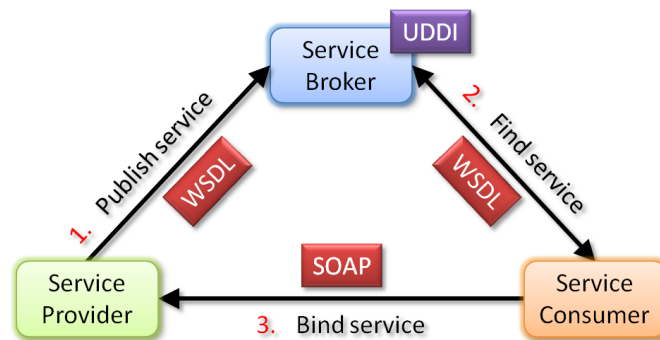 UDDI
Service
Broker
1. Publish service
WSDL
2. Find service
WSDL
SOAP
Service
Provider
Service
Consumer
3. Bind service